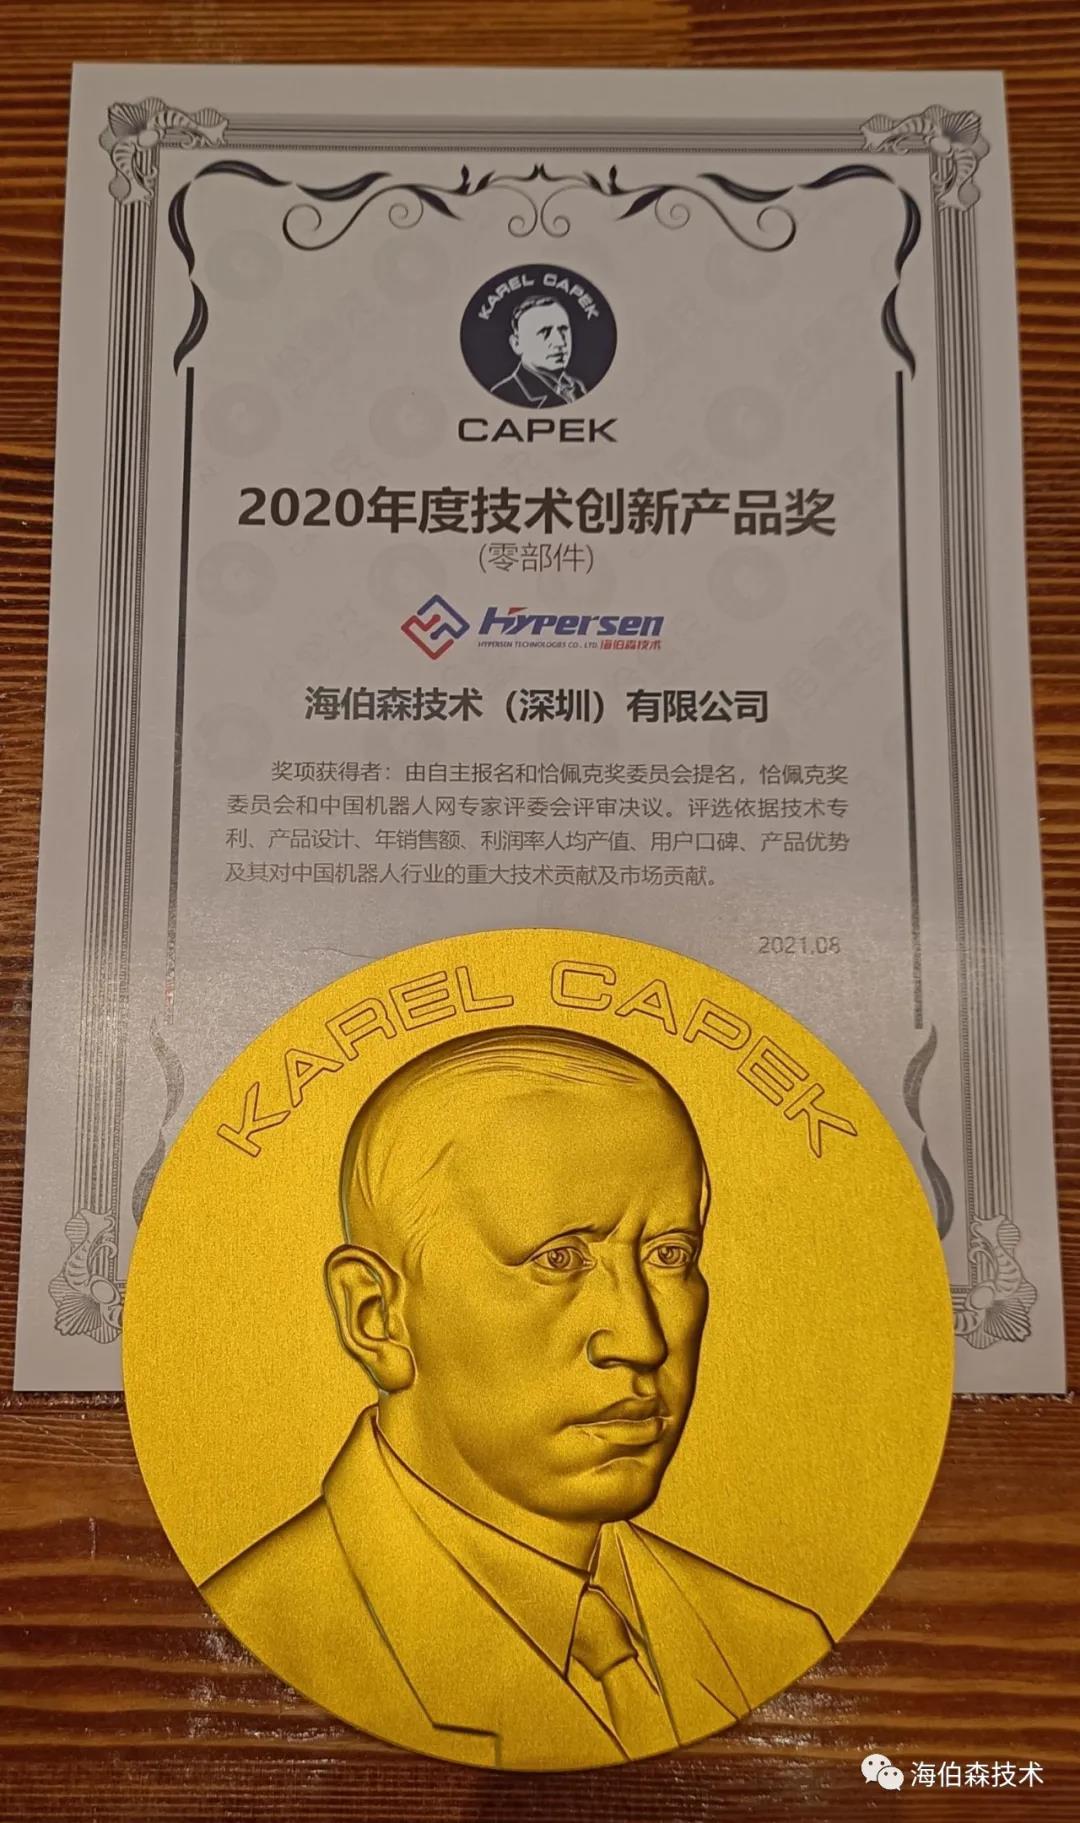 KAREL CAPEK
CAPEK
2020年度技术创新产品奖
(零部件)
Hypersen
HYPERSEN TECHNOLOGIES CO., LTD. 海伯森技术
海伯森技术（深圳）有限公司
奖项获得者：由自主报名和恰佩克奖委员会提名，恰佩克奖
委员会和中国机器人网专家评委会评审决议。评选依据技术专
利、产品设计、年销售额、利润率人均产值、用户口碑、产品优势
及其对中国机器人行业的重大技术贡献及市场贡献。
2021.08
KAREL CAPEK
海伯森技术